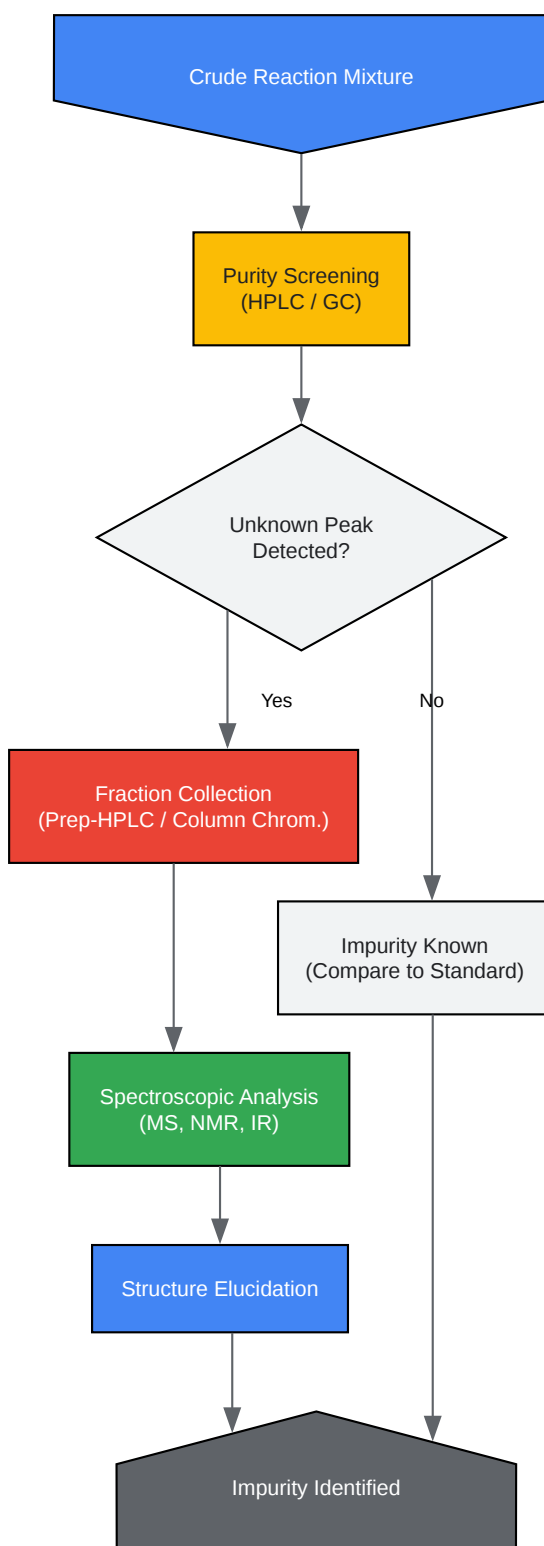 Crude Reaction Mixture
Purity Screening
(HPLC / GC)
Unknown Peak
Detected?
Yes
No
Fraction Collection
(Prep-HPLC / Column Chrom.)
Impurity Known
(Compare to Standard)
Spectroscopic Analysis
(MS, NMR, IR)
Structure Elucidation
Impurity Identified